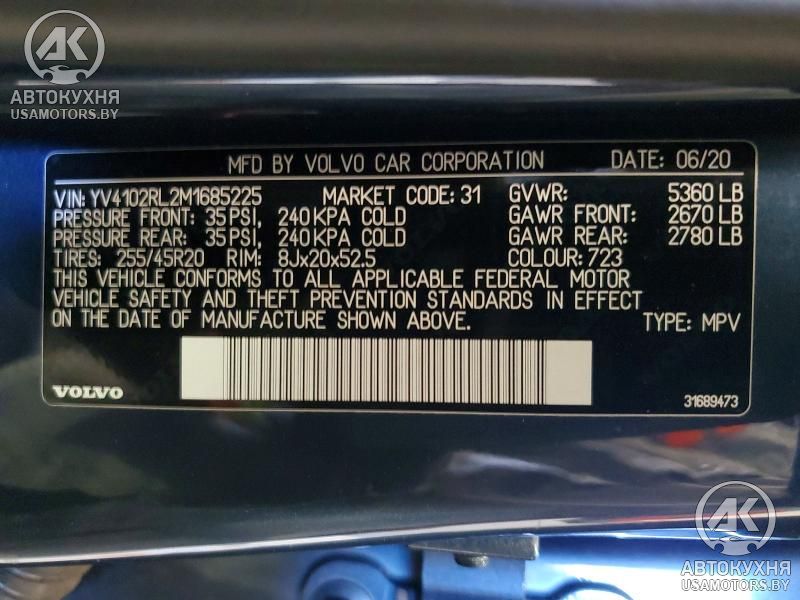 AK
АВТОКУХНЯ
USAMOTORS.BY
MFD BY VOLVO CAR CORPORATION DATE: 06/20
VIN: YV4102RL2M1685225 MARKET CODE: 31 GVWR: 5360 LB
PRESSURE FRONT: 35 PSI, 240 KPA COLD GAWR FRONT: 2670 LB
PRESSURE REAR: 35 PSI, 240 KPA COLD GAWR REAR: 2780 LB
TIRES: 255/45R20 RIM: 8Jx20x52.5 COLOUR: 723
THIS VEHICLE CONFORMS TO ALL APPLICABLE FEDERAL MOTOR
VEHICLE SAFETY AND THEFT PREVENTION STANDARDS IN EFFECT
ON THE DATE OF MANUFACTURE SHOWN ABOVE. TYPE: MPV
VOLVO 31689473
AK
АВТОКУХНЯ
USAMOTORS.BY